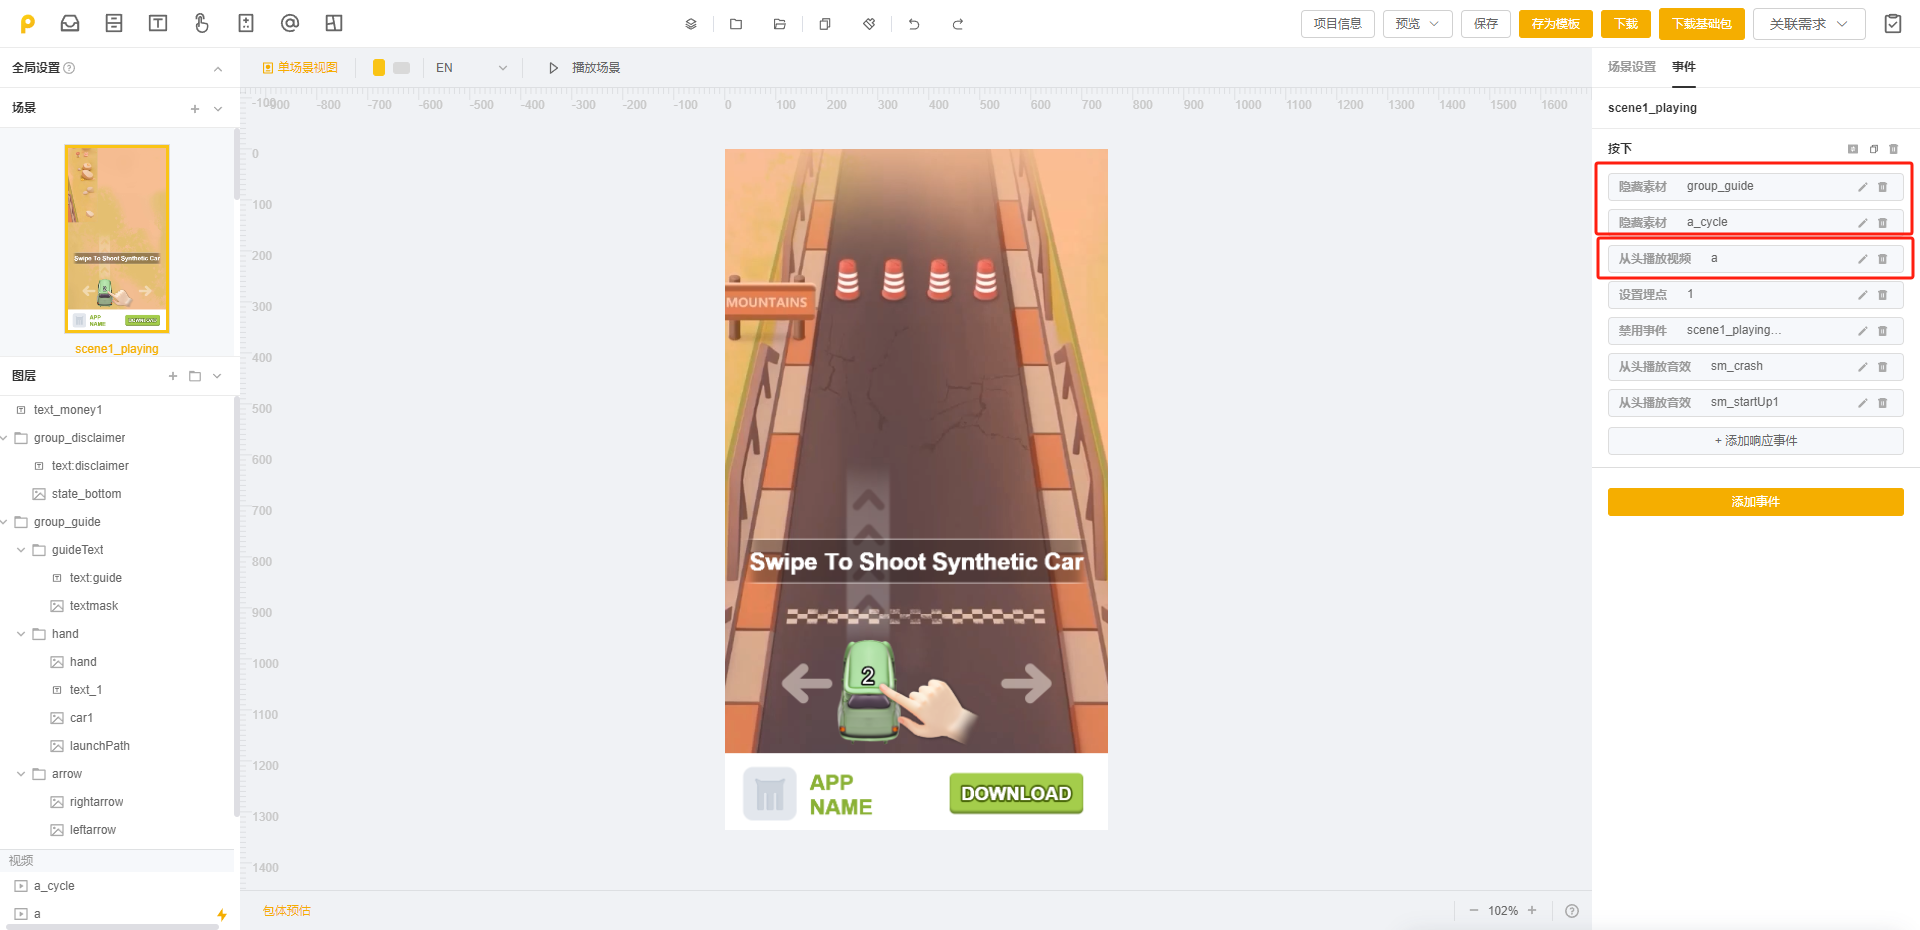 项目信息
预览
保存
存为模板
下载
下载基础包
关联需求
全局设置
单场景视图
EN
播放场景
场景设置
事件
场景
-100
-900
-800
-700
-600
-500
-400
-300
-200
-100
0
100
200
300
400
500
600
700
800
900
1000
1100
1200
1300
1400
1500
1600
scene1_playing
0
100
200
300
400
500
600
700
800
900
1000
1100
1200
1300
1400
Swipe To Shoot Synthetic Car
APP
NAME
DOWNLOAD
scene1_playing
图层
text_money1
group_disclaimer
text:disclaimer
state_bottom
group_guide
guideText
text:guide
textmask
hand
hand
text_1
car1
launchPath
arrow
rightarrow
leftarrow
视频
a_cycle
a
MOUNTAINS
Swipe To Shoot Synthetic Car
2
APP
NAME
DOWNLOAD
包体预估
102%
按下
隐藏素材 group_guide
隐藏素材 a_cycle
从头播放视频 a
设置埋点 1
禁用事件 scene1_playing...
从头播放音效 sm_crash
从头播放音效 sm_startUp1
+ 添加响应事件
添加事件